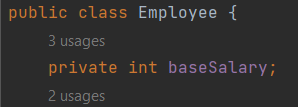 public class Employee {
3 usages
private int baseSalary;
2 usages